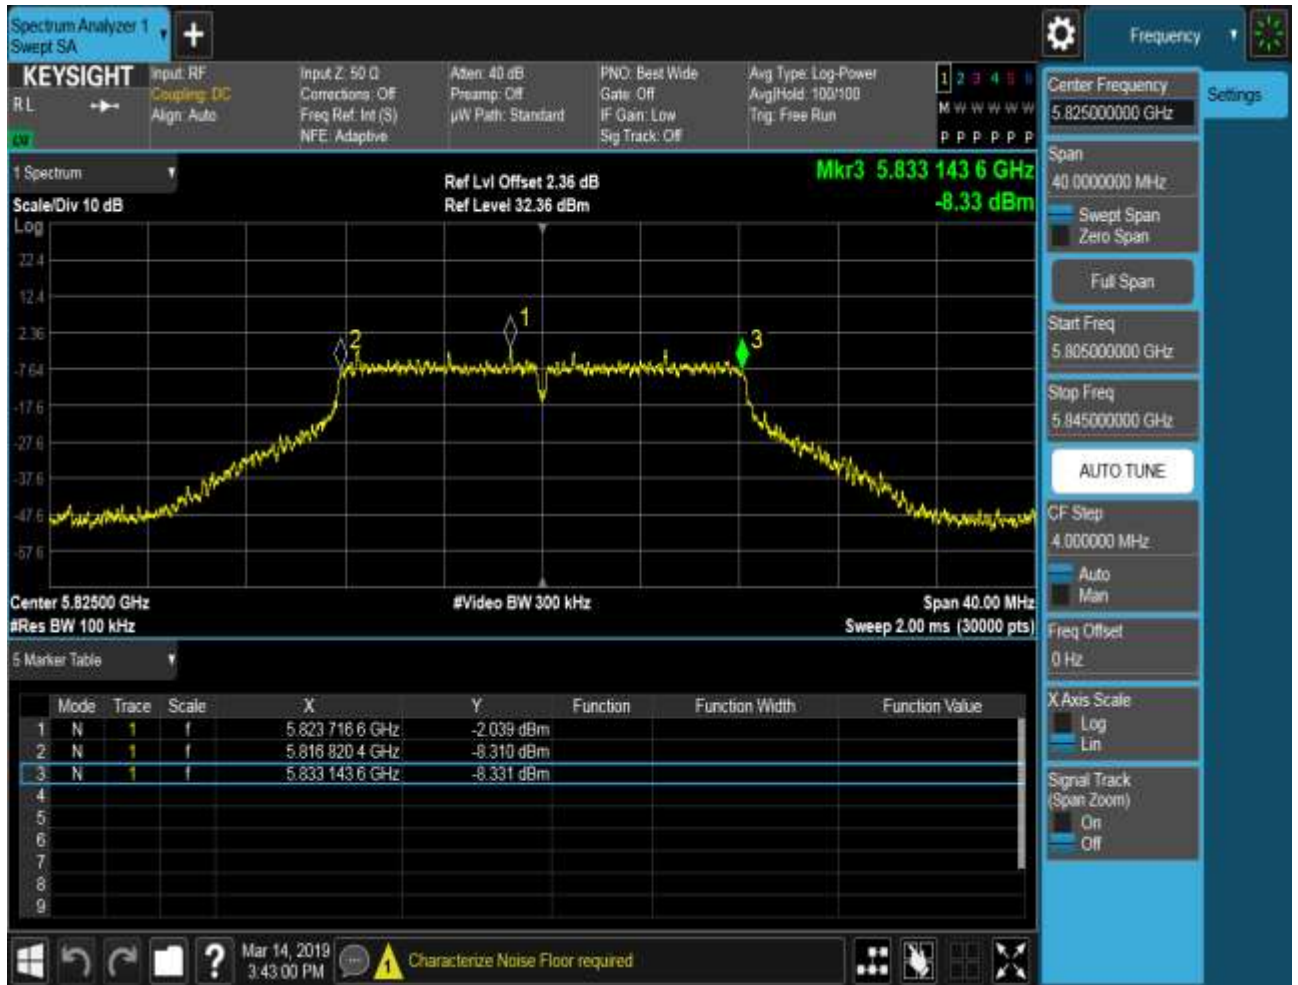 Spectrum Analyzer 1
Swept SA
+
Frequency
KEYSIGHT
R L
Input: RF
Coupling: DC
Align: Auto
Input Z: 50 Ω
Corrections: Off
Freq Ref: Int (S)
NFE: Adaptive
Atten: 40 dB
Preamp: Off
µW Path: Standard
PNO: Best Wide
Gate: Off
IF Gain: Low
Sig Track: Off
Avg Type: Log-Power
Avg|Hold: 100/100
Trig: Free Run
1 2 3 4 5 6
M W W W W W
P P P P P P
1 Spectrum
Scale/Div 10 dB
Ref Lvl Offset 2.36 dB
Ref Level 32.36 dBm
Mkr3 5.833 143 6 GHz
-8.33 dBm
Log
22.4
12.4
2.36
-7.64
-17.6
-27.6
-37.6
-47.6
-57.6
1
2
3
Center 5.82500 GHz
#Video BW 300 kHz
Span 40.00 MHz
#Res BW 100 kHz
Sweep 2.00 ms (30000 pts)
5 Marker Table
Mode Trace Scale X Y Function Function Width Function Value
1 N 1 f 5.823 716 6 GHz -2.039 dBm
2 N 1 f 5.816 820 4 GHz -8.310 dBm
3 N 1 f 5.833 143 6 GHz -8.331 dBm
4
5
6
7
8
9
Mar 14, 2019
3:43:00 PM
?
1
Characterize Noise Floor required
Center Frequency
5.825000000 GHz
Settings
Span
40.0000000 MHz
Swept Span
Zero Span
Full Span
Start Freq
5.805000000 GHz
Stop Freq
5.845000000 GHz
AUTO TUNE
CF Step
4.000000 MHz
Auto
Man
Freq Offset
0 Hz
X Axis Scale
Log
Lin
Signal Track
(Span Zoom)
On
Off